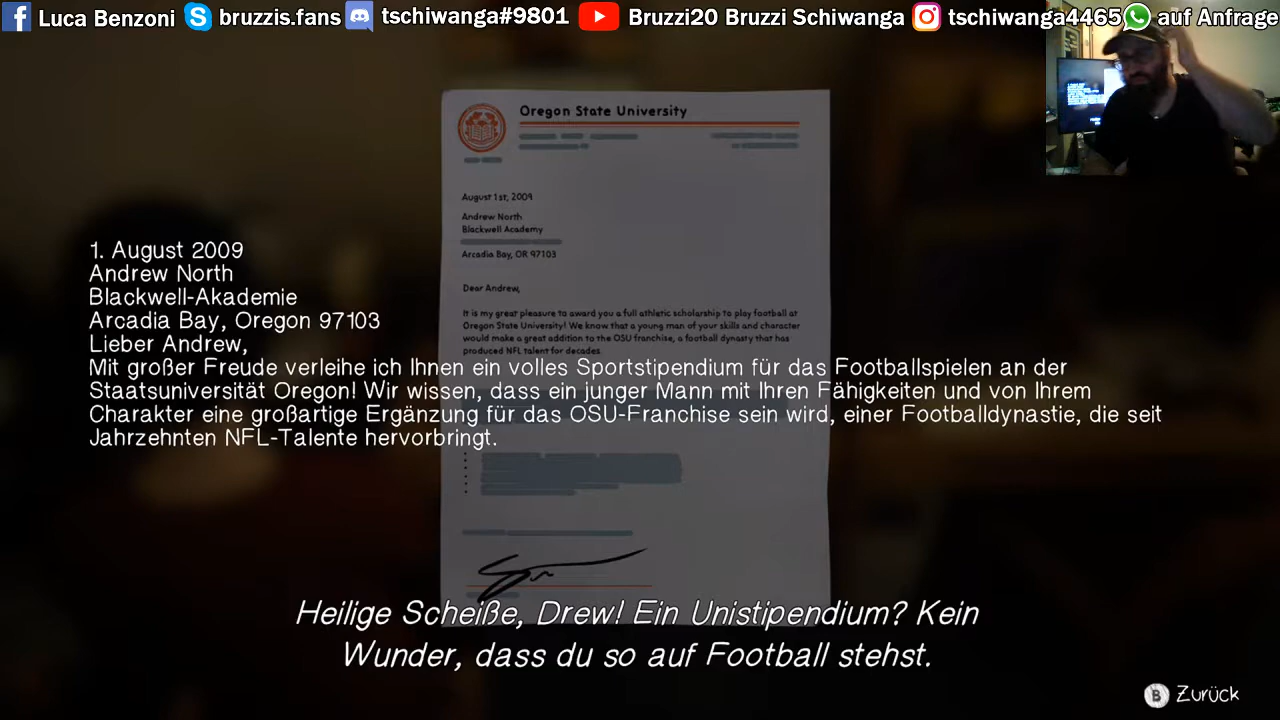 Luca Benzoni bruzzis.fans tschiwanga#9801 Bruzzi20 Bruzzi Schiwanga tschiwanga4465 auf Anfrage
Oregon State University
August 1st, 2009
Andrew North
Blackwell Academy
Arcadia Bay, OR 97103
Dear Andrew,
It is my great pleasure to award you a full athletic scholarship to play football at
Oregon State University! We know that a young man of your skills and character
would make a great addition to the OSU franchise, a football dynasty that has
produced NFL talent for decades.
1. August 2009
Andrew North
Blackwell-Akademie
Arcadia Bay, Oregon 97103
Lieber Andrew,
Mit großer Freude verleihe ich Ihnen ein volles Sportstipendium für das Footballspielen an der
Staatsuniversität Oregon! Wir wissen, dass ein junger Mann mit Ihren Fähigkeiten und von Ihrem
Charakter eine großartige Ergänzung für das OSU-Franchise sein wird, einer Footballdynastie, die seit
Jahrzehnten NFL-Talente hervorbringt.
Heilige Scheiße, Drew! Ein Unistipendium? Kein
Wunder, dass du so auf Football stehst.
B Zurück